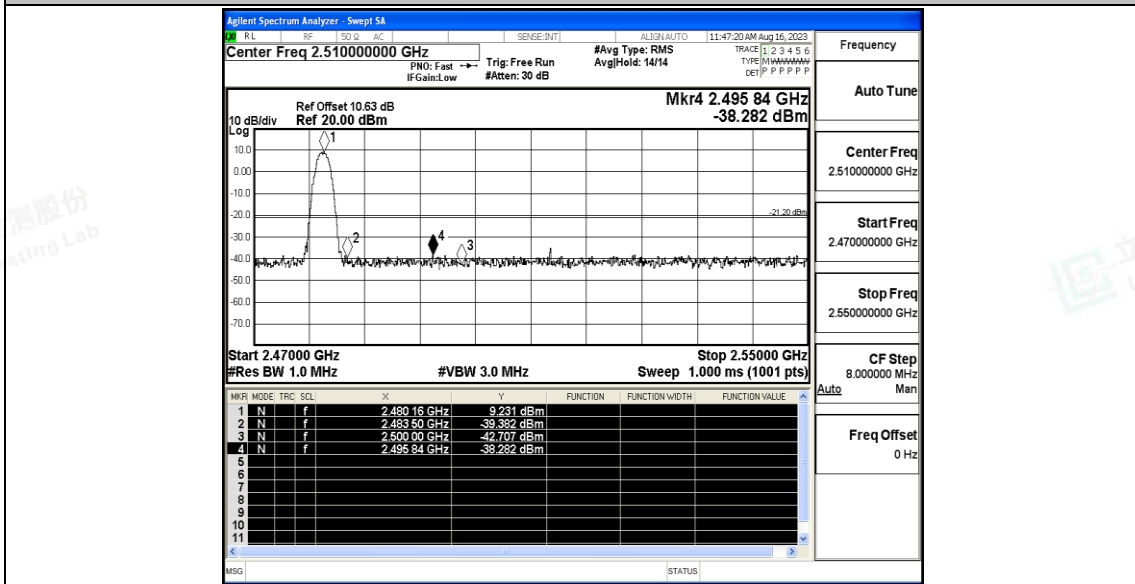 Agilent Spectrum Analyzer - Swept SA
RL RF 50 Ω AC SENSE:INT ALIGN AUTO 11:47:20 AM Aug 16, 2023
Center Freq 2.510000000 GHz
PNO: Fast
IFGain:Low
Trig: Free Run
#Atten: 30 dB
#Avg Type: RMS
Avg|Hold: 14/14
TRACE 1 2 3 4 5 6
TYPE M WWWWW
DET P P P P P P
Ref Offset 10.63 dB
Ref 20.00 dBm
10 dB/div
Log
Mkr4 2.495 84 GHz
-38.282 dBm
10.0
0.00
-10.0
-20.0
-30.0
-40.0
-50.0
-60.0
-70.0
1
2
4
3
-21.20 dBm
Start 2.47000 GHz Stop 2.55000 GHz
#Res BW 1.0 MHz #VBW 3.0 MHz Sweep 1.000 ms (1001 pts)
MKR MODE TRC SCL X Y FUNCTION FUNCTION WIDTH FUNCTION VALUE
1 N f 2.480 16 GHz 9.231 dBm
2 N f 2.483 50 GHz -39.382 dBm
3 N f 2.500 00 GHz -42.707 dBm
4 N f 2.495 84 GHz -38.282 dBm
5
6
7
8
9
10
11
MSG STATUS
Frequency
Auto Tune
Center Freq
2.510000000 GHz
Start Freq
2.470000000 GHz
Stop Freq
2.550000000 GHz
CF Step
8.000000 MHz
Auto Man
Freq Offset
0 Hz
测股份
sting Lab
立